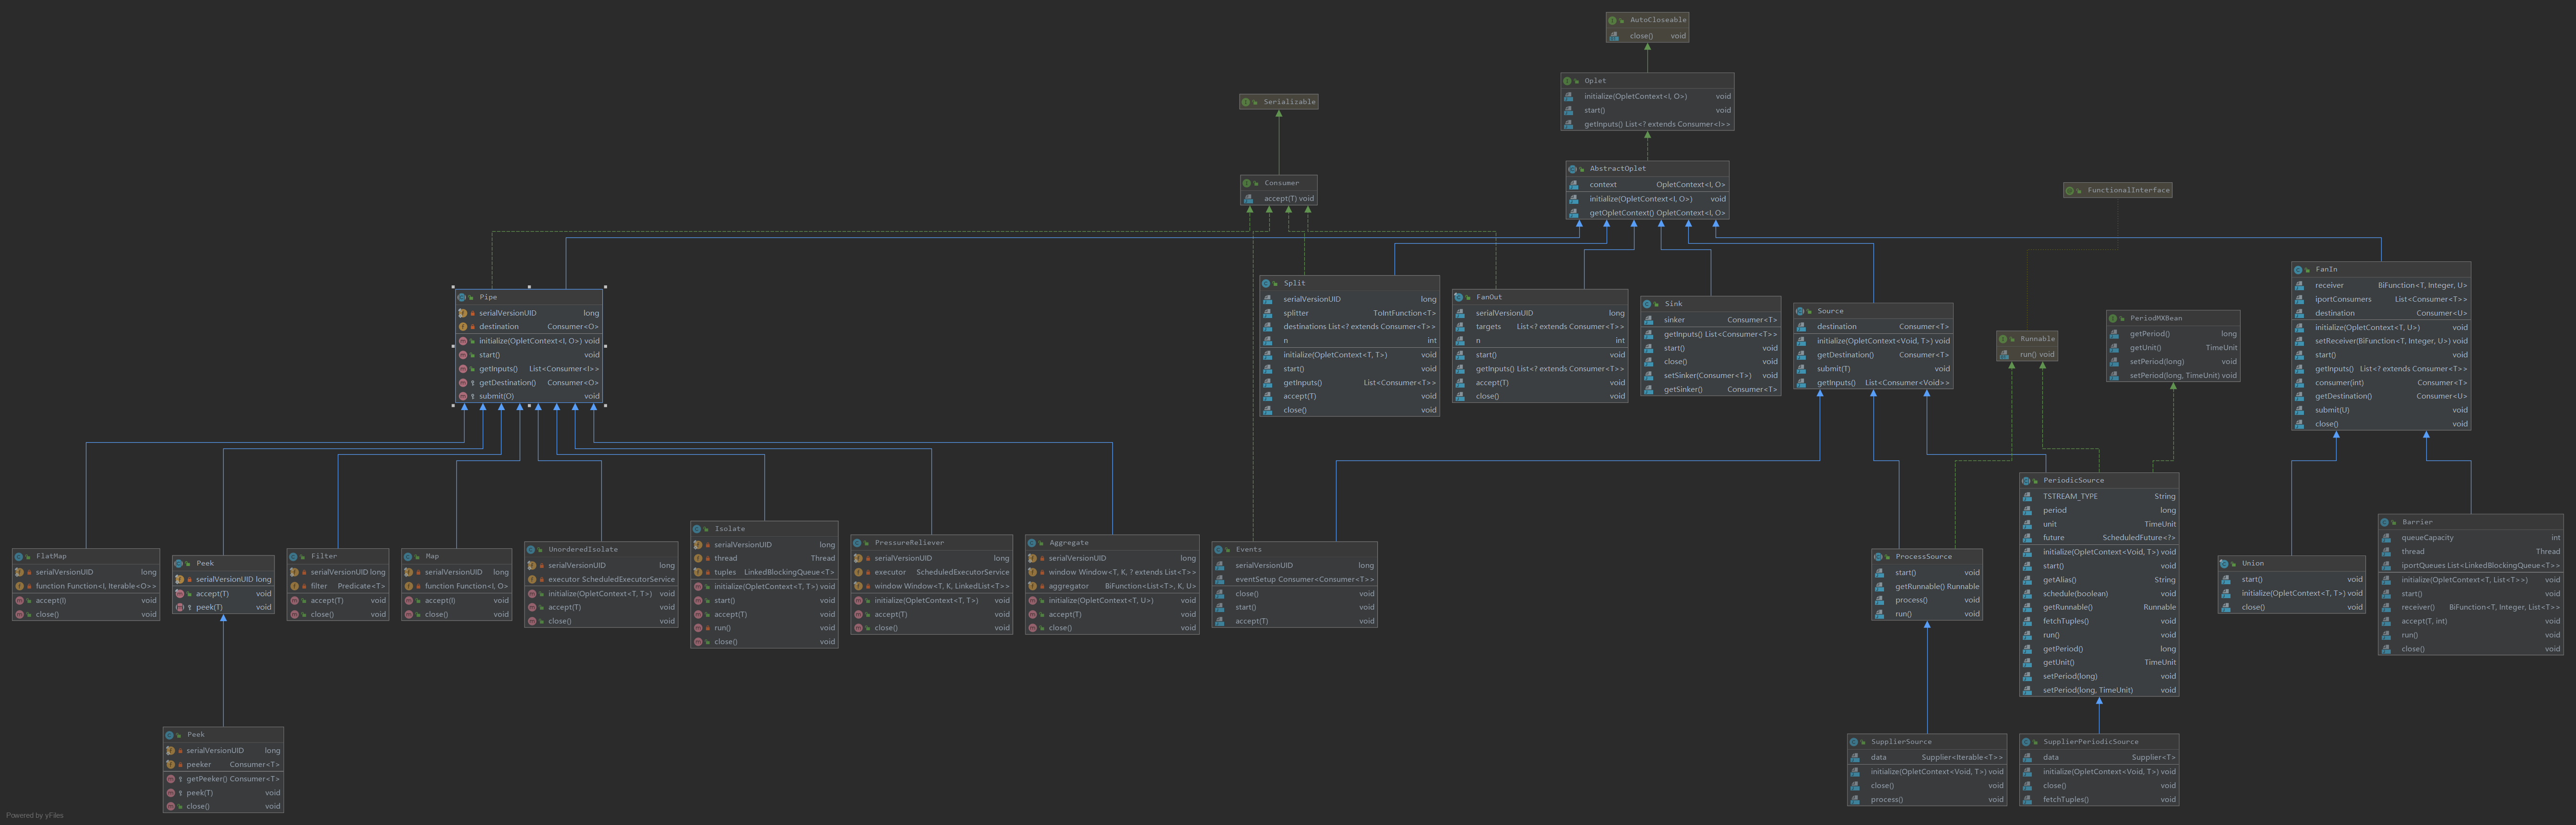 AutoCloseable
close() void
Oplet
initialize(OpletContext<I, O>) void
start() void
getInputs() List<? extends Consumer<I>>
Serializable
AbstractOplet
context OpletContext<I, O>
initialize(OpletContext<I, O>) void
getOpletContext() OpletContext<I, O>
Consumer
accept(T) void
FunctionalInterface
Pipe
serialVersionUID long
destination Consumer<O>
initialize(OpletContext<I, O>) void
start() void
getInputs() List<Consumer<I>>
getDestination() Consumer<O>
submit(O) void
Split
serialVersionUID long
splitter ToIntFunction<T>
destinations List<? extends Consumer<T>>
n int
initialize(OpletContext<T, T>) void
start() void
getInputs() List<Consumer<T>>
accept(T) void
close() void
FanOut
serialVersionUID long
targets List<? extends Consumer<T>>
n int
start() void
getInputs() List<? extends Consumer<T>>
accept(T) void
close() void
Sink
sinker Consumer<T>
getInputs() List<Consumer<T>>
start() void
close() void
setSinker(Consumer<T>) void
getSinker() Consumer<T>
Source
destination Consumer<T>
initialize(OpletContext<Void, T>) void
getDestination() Consumer<T>
submit(T) void
getInputs() List<Consumer<Void>>
Runnable
run() void
PeriodMXBean
getPeriod() long
getUnit() TimeUnit
setPeriod(long) void
setPeriod(long, TimeUnit) void
FanIn
receiver BiFunction<T, Integer, U>
iportConsumers List<Consumer<T>>
destination Consumer<U>
initialize(OpletContext<T, U>) void
setReceiver(BiFunction<T, Integer, U>) void
start() void
getInputs() List<? extends Consumer<T>>
consumer(int) Consumer<T>
getDestination() Consumer<U>
submit(U) void
close() void
FlatMap
serialVersionUID long
function Function<I, Iterable<O>>
accept(I) void
close() void
Peek
serialVersionUID long
accept(T) void
peek(T) void
Filter
serialVersionUID long
filter Predicate<T>
accept(T) void
close() void
Map
serialVersionUID long
function Function<I, O>
accept(I) void
close() void
UnorderedIsolate
serialVersionUID long
executor ScheduledExecutorService
initialize(OpletContext<T, T>) void
accept(T) void
close() void
Isolate
serialVersionUID long
thread Thread
tuples LinkedBlockingQueue<T>
initialize(OpletContext<T, T>) void
start() void
accept(T) void
run() void
close() void
PressureReliever
serialVersionUID long
executor ScheduledExecutorService
window Window<T, K, LinkedList<T>>
initialize(OpletContext<T, T>) void
accept(T) void
close() void
Aggregate
serialVersionUID long
window Window<T, K, ? extends List<T>>
aggregator BiFunction<List<T>, K, U>
initialize(OpletContext<T, U>) void
accept(T) void
close() void
Events
serialVersionUID long
eventSetup Consumer<Consumer<T>>
close() void
start() void
accept(T) void
ProcessSource
start() void
getRunnable() Runnable
process() void
run() void
PeriodicSource
TSTREAM_TYPE String
period long
unit TimeUnit
future ScheduledFuture<?>
initialize(OpletContext<Void, T>) void
start() void
getAlias() String
schedule(boolean) void
getRunnable() Runnable
fetchTuples() void
run() void
getPeriod() long
getUnit() TimeUnit
setPeriod(long) void
setPeriod(long, TimeUnit) void
Union
start() void
initialize(OpletContext<T, T>) void
close() void
Barrier
queueCapacity int
thread Thread
iportQueues List<LinkedBlockingQueue<T>>
initialize(OpletContext<T, List<T>>) void
start() void
receiver() BiFunction<T, Integer, List<T>>
accept(T, int) void
run() void
close() void
Peek
serialVersionUID long
peeker Consumer<T>
getPeeker() Consumer<T>
peek(T) void
close() void
SupplierSource
data Supplier<Iterable<T>>
initialize(OpletContext<Void, T>) void
close() void
process() void
SupplierPeriodicSource
data Supplier<T>
initialize(OpletContext<Void, T>) void
close() void
fetchTuples() void
Powered by yFiles